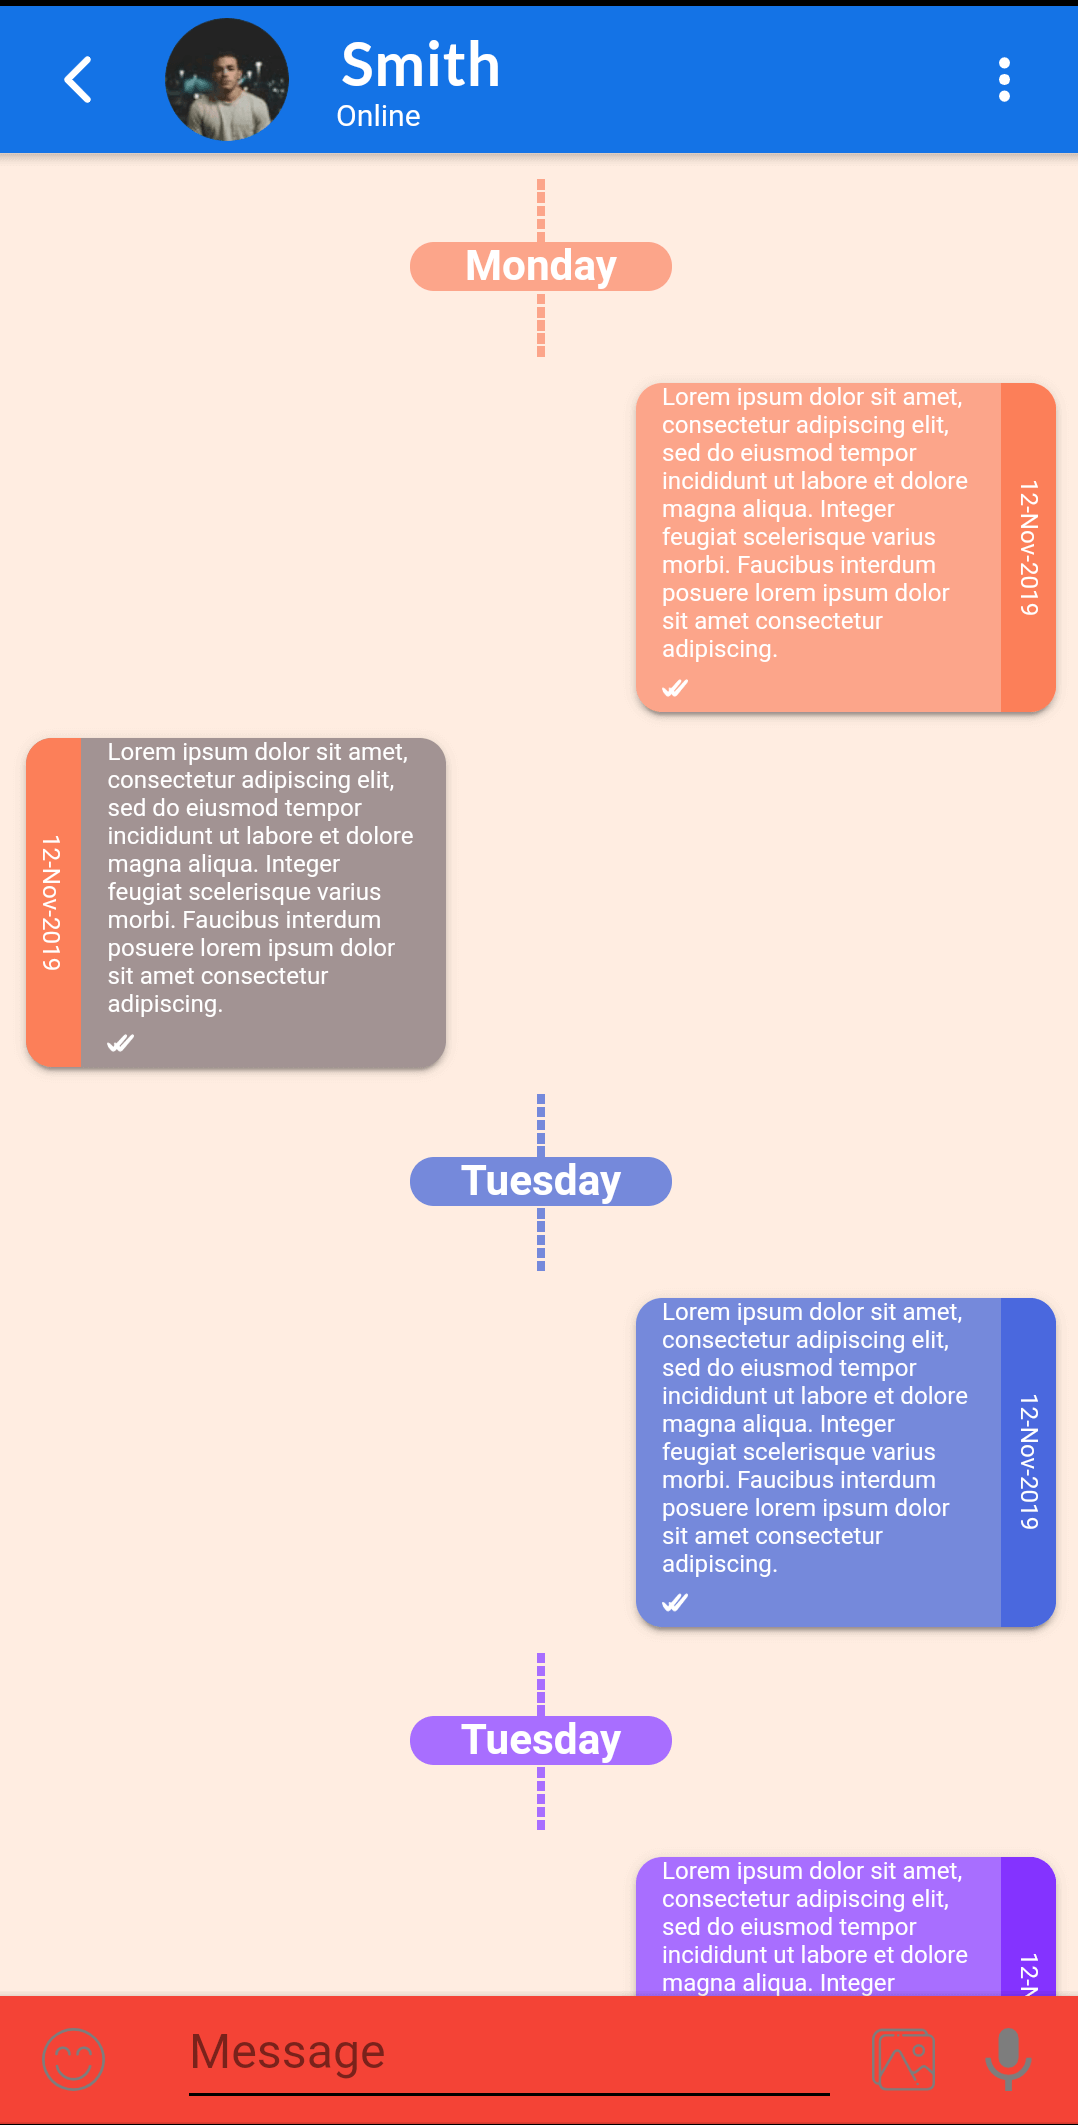 Smith
Online
Monday
Lorem ipsum dolor sit amet,
consectetur adipiscing elit,
sed do eiusmod tempor
incididunt ut labore et dolore
magna aliqua. Integer
feugiat scelerisque varius
morbi. Faucibus interdum
posuere lorem ipsum dolor
sit amet consectetur
adipiscing.
12-Nov-2019
12-Nov-2019
Lorem ipsum dolor sit amet,
consectetur adipiscing elit,
sed do eiusmod tempor
incididunt ut labore et dolore
magna aliqua. Integer
feugiat scelerisque varius
morbi. Faucibus interdum
posuere lorem ipsum dolor
sit amet consectetur
adipiscing.
Tuesday
Lorem ipsum dolor sit amet,
consectetur adipiscing elit,
sed do eiusmod tempor
incididunt ut labore et dolore
magna aliqua. Integer
feugiat scelerisque varius
morbi. Faucibus interdum
posuere lorem ipsum dolor
sit amet consectetur
adipiscing.
12-Nov-2019
Tuesday
Lorem ipsum dolor sit amet,
consectetur adipiscing elit,
sed do eiusmod tempor
incididunt ut labore et dolore
magna aliqua. Integer
12-N
Message